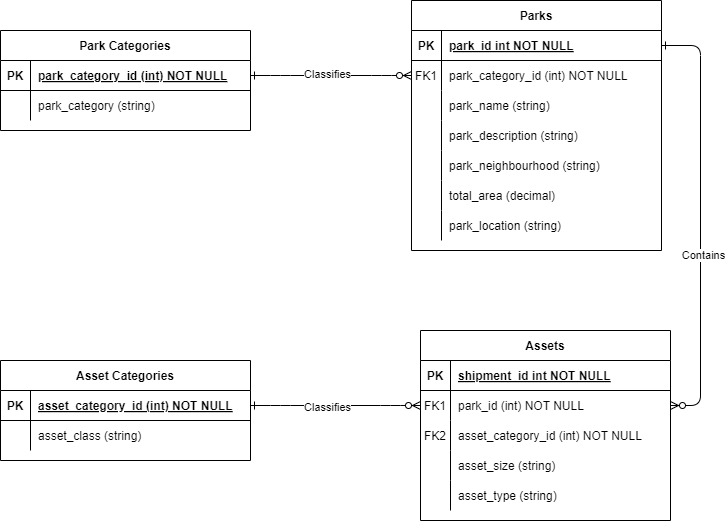 Parks
PK park_id int NOT NULL
FK1 park_category_id (int) NOT NULL
park_name (string)
park_description (string)
park_neighbourhood (string)
total_area (decimal)
park_location (string)
Park Categories
PK park_category_id (int) NOT NULL
park_category (string)
Classifies
Contains
Assets
PK shipment_id int NOT NULL
FK1 park_id (int) NOT NULL
FK2 asset_category_id (int) NOT NULL
asset_size (string)
asset_type (string)
Asset Categories
PK asset_category_id (int) NOT NULL
asset_class (string)
Classifies